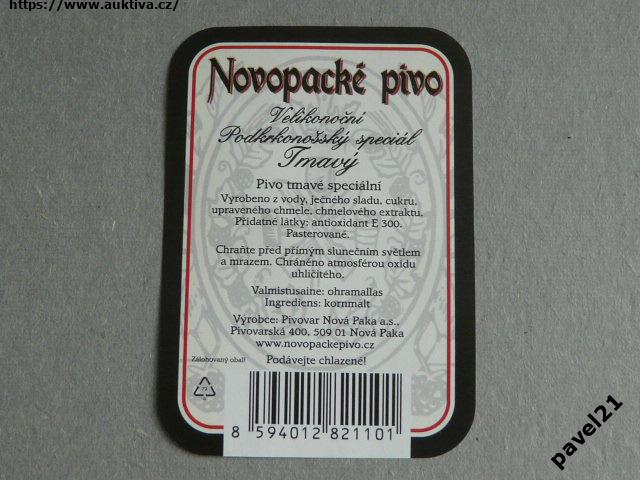 https://www.auktiva.cz/
Novopacké pivo
Velikonoční
Podkrkonošský speciál
Tmavý
Pivo tmavé speciální
Vyrobeno z vody, ječného sladu, cukru,
upraveného chmele, chmelového extraktu.
Přídatné látky: antioxidant E 300.
Pasterované.
Chraňte před přímým slunečním světlem
a mrazem. Chráněno atmosférou oxidu
uhličitého.
Valmistusaine: ohramallas
Ingrediens: kornmalt
Výrobce: Pivovar Nová Paka a.s.,
Pivovarská 400, 509 01 Nová Paka
www.novopackepivo.cz
Zálohovaný obal!
Podávejte chlazené!
8 594012 821101
pavel21